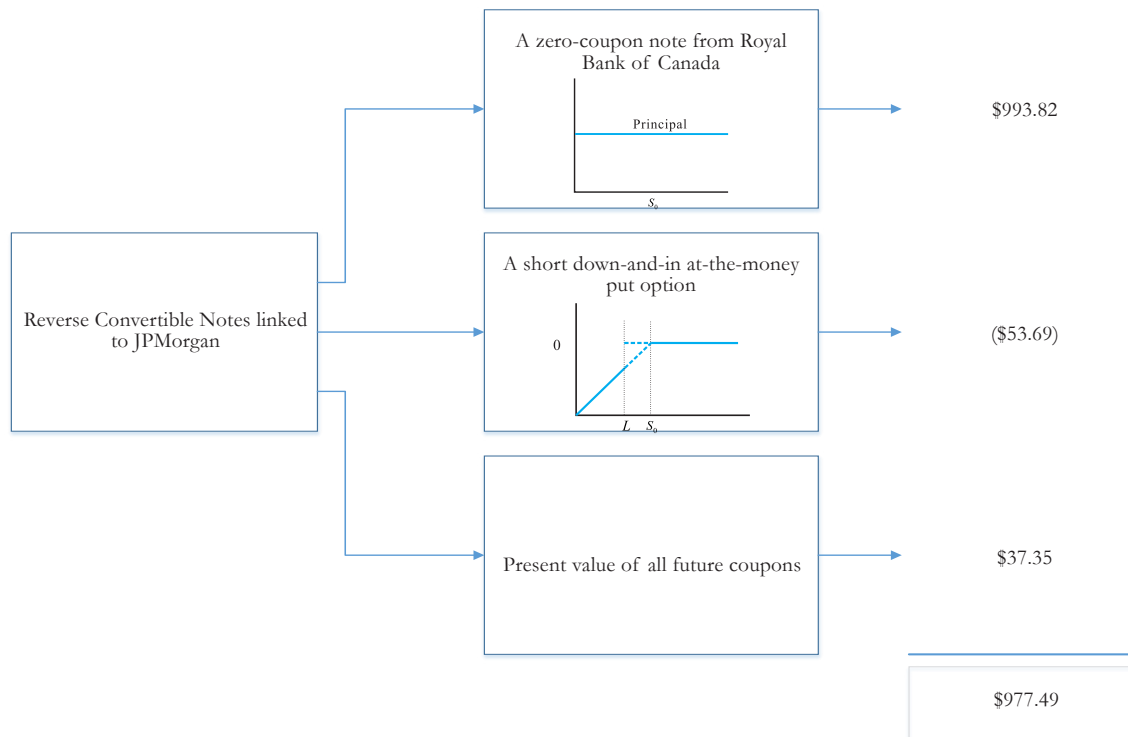 A zero-coupon note from Royal
Bank of Canada
Principal
S₀
$993.82
Reverse Convertible Notes linked
to JPMorgan
A short down-and-in at-the-money
put option
0
L S₀
($53.69)
Present value of all future coupons
$37.35
$977.49